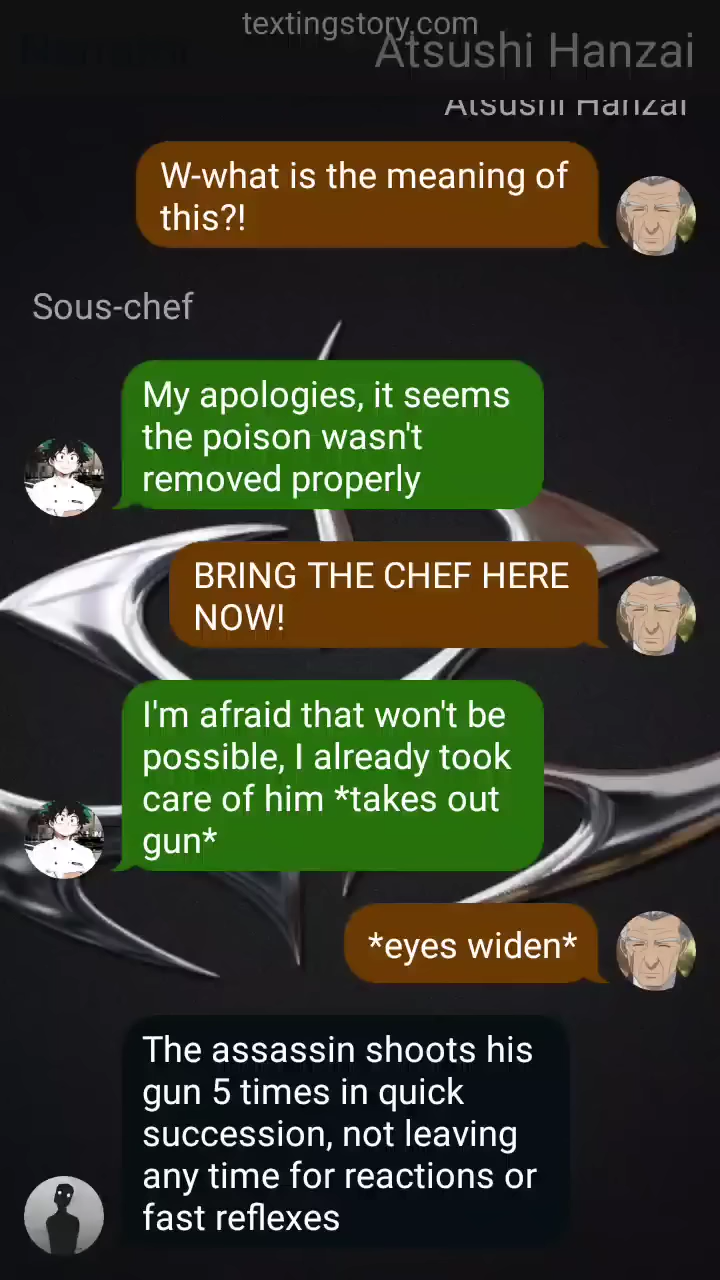 textingstory.com
Atsushi Hanzai
Atsushi Hanzai
W-what is the meaning of
this?!
Sous-chef
My apologies, it seems
the poison wasn't
removed properly
BRING THE CHEF HERE
NOW!
I'm afraid that won't be
possible, I already took
care of him *takes out
gun*
*eyes widen*
The assassin shoots his
gun 5 times in quick
succession, not leaving
any time for reactions or
fast reflexes